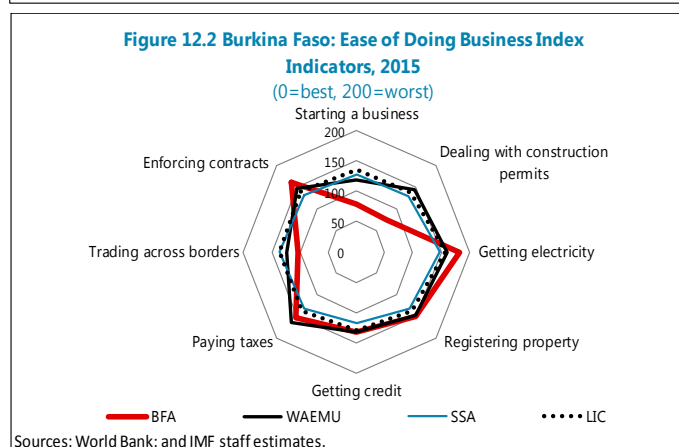 Figure 12.2 Burkina Faso: Ease of Doing Business Index
Indicators, 2015
(0=best, 200=worst)
Starting a business
200
150
100
50
0
Dealing with construction
permits
Getting electricity
Registering property
Getting credit
Paying taxes
Trading across borders
Enforcing contracts
BFA WAEMU SSA LIC
Sources: World Bank; and IMF staff estimates.